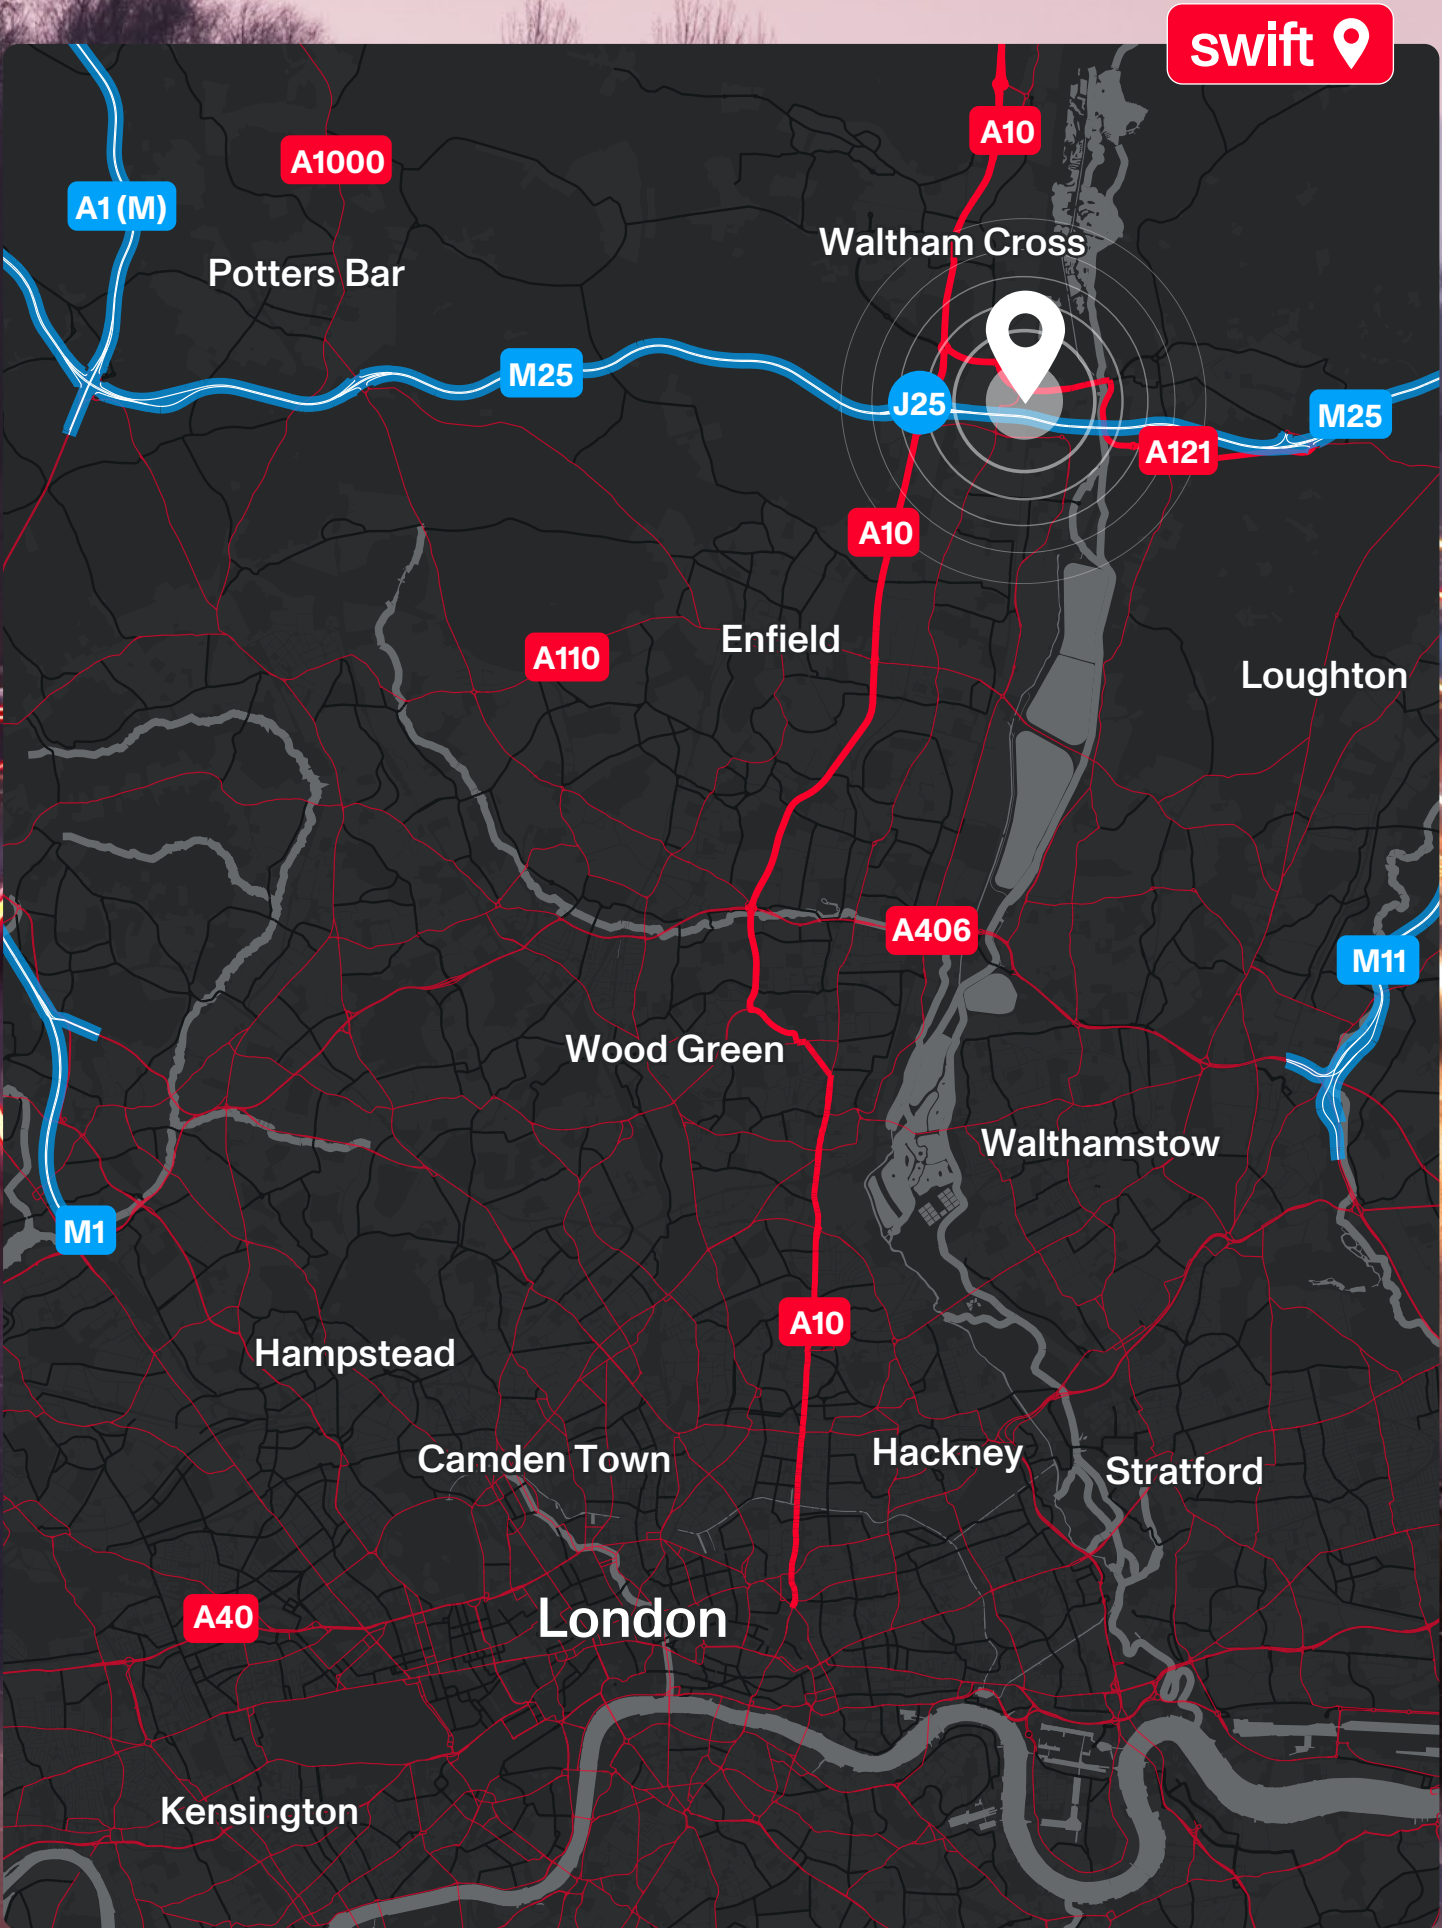 swift
A10
A1000
A1 (M)
Waltham Cross
Potters Bar
M25
J25
M25
A121
A10
Enfield
A110
Loughton
A406
M11
Wood Green
Walthamstow
M1
A10
Hampstead
Hackney
Camden Town
Stratford
A40
London
Kensington